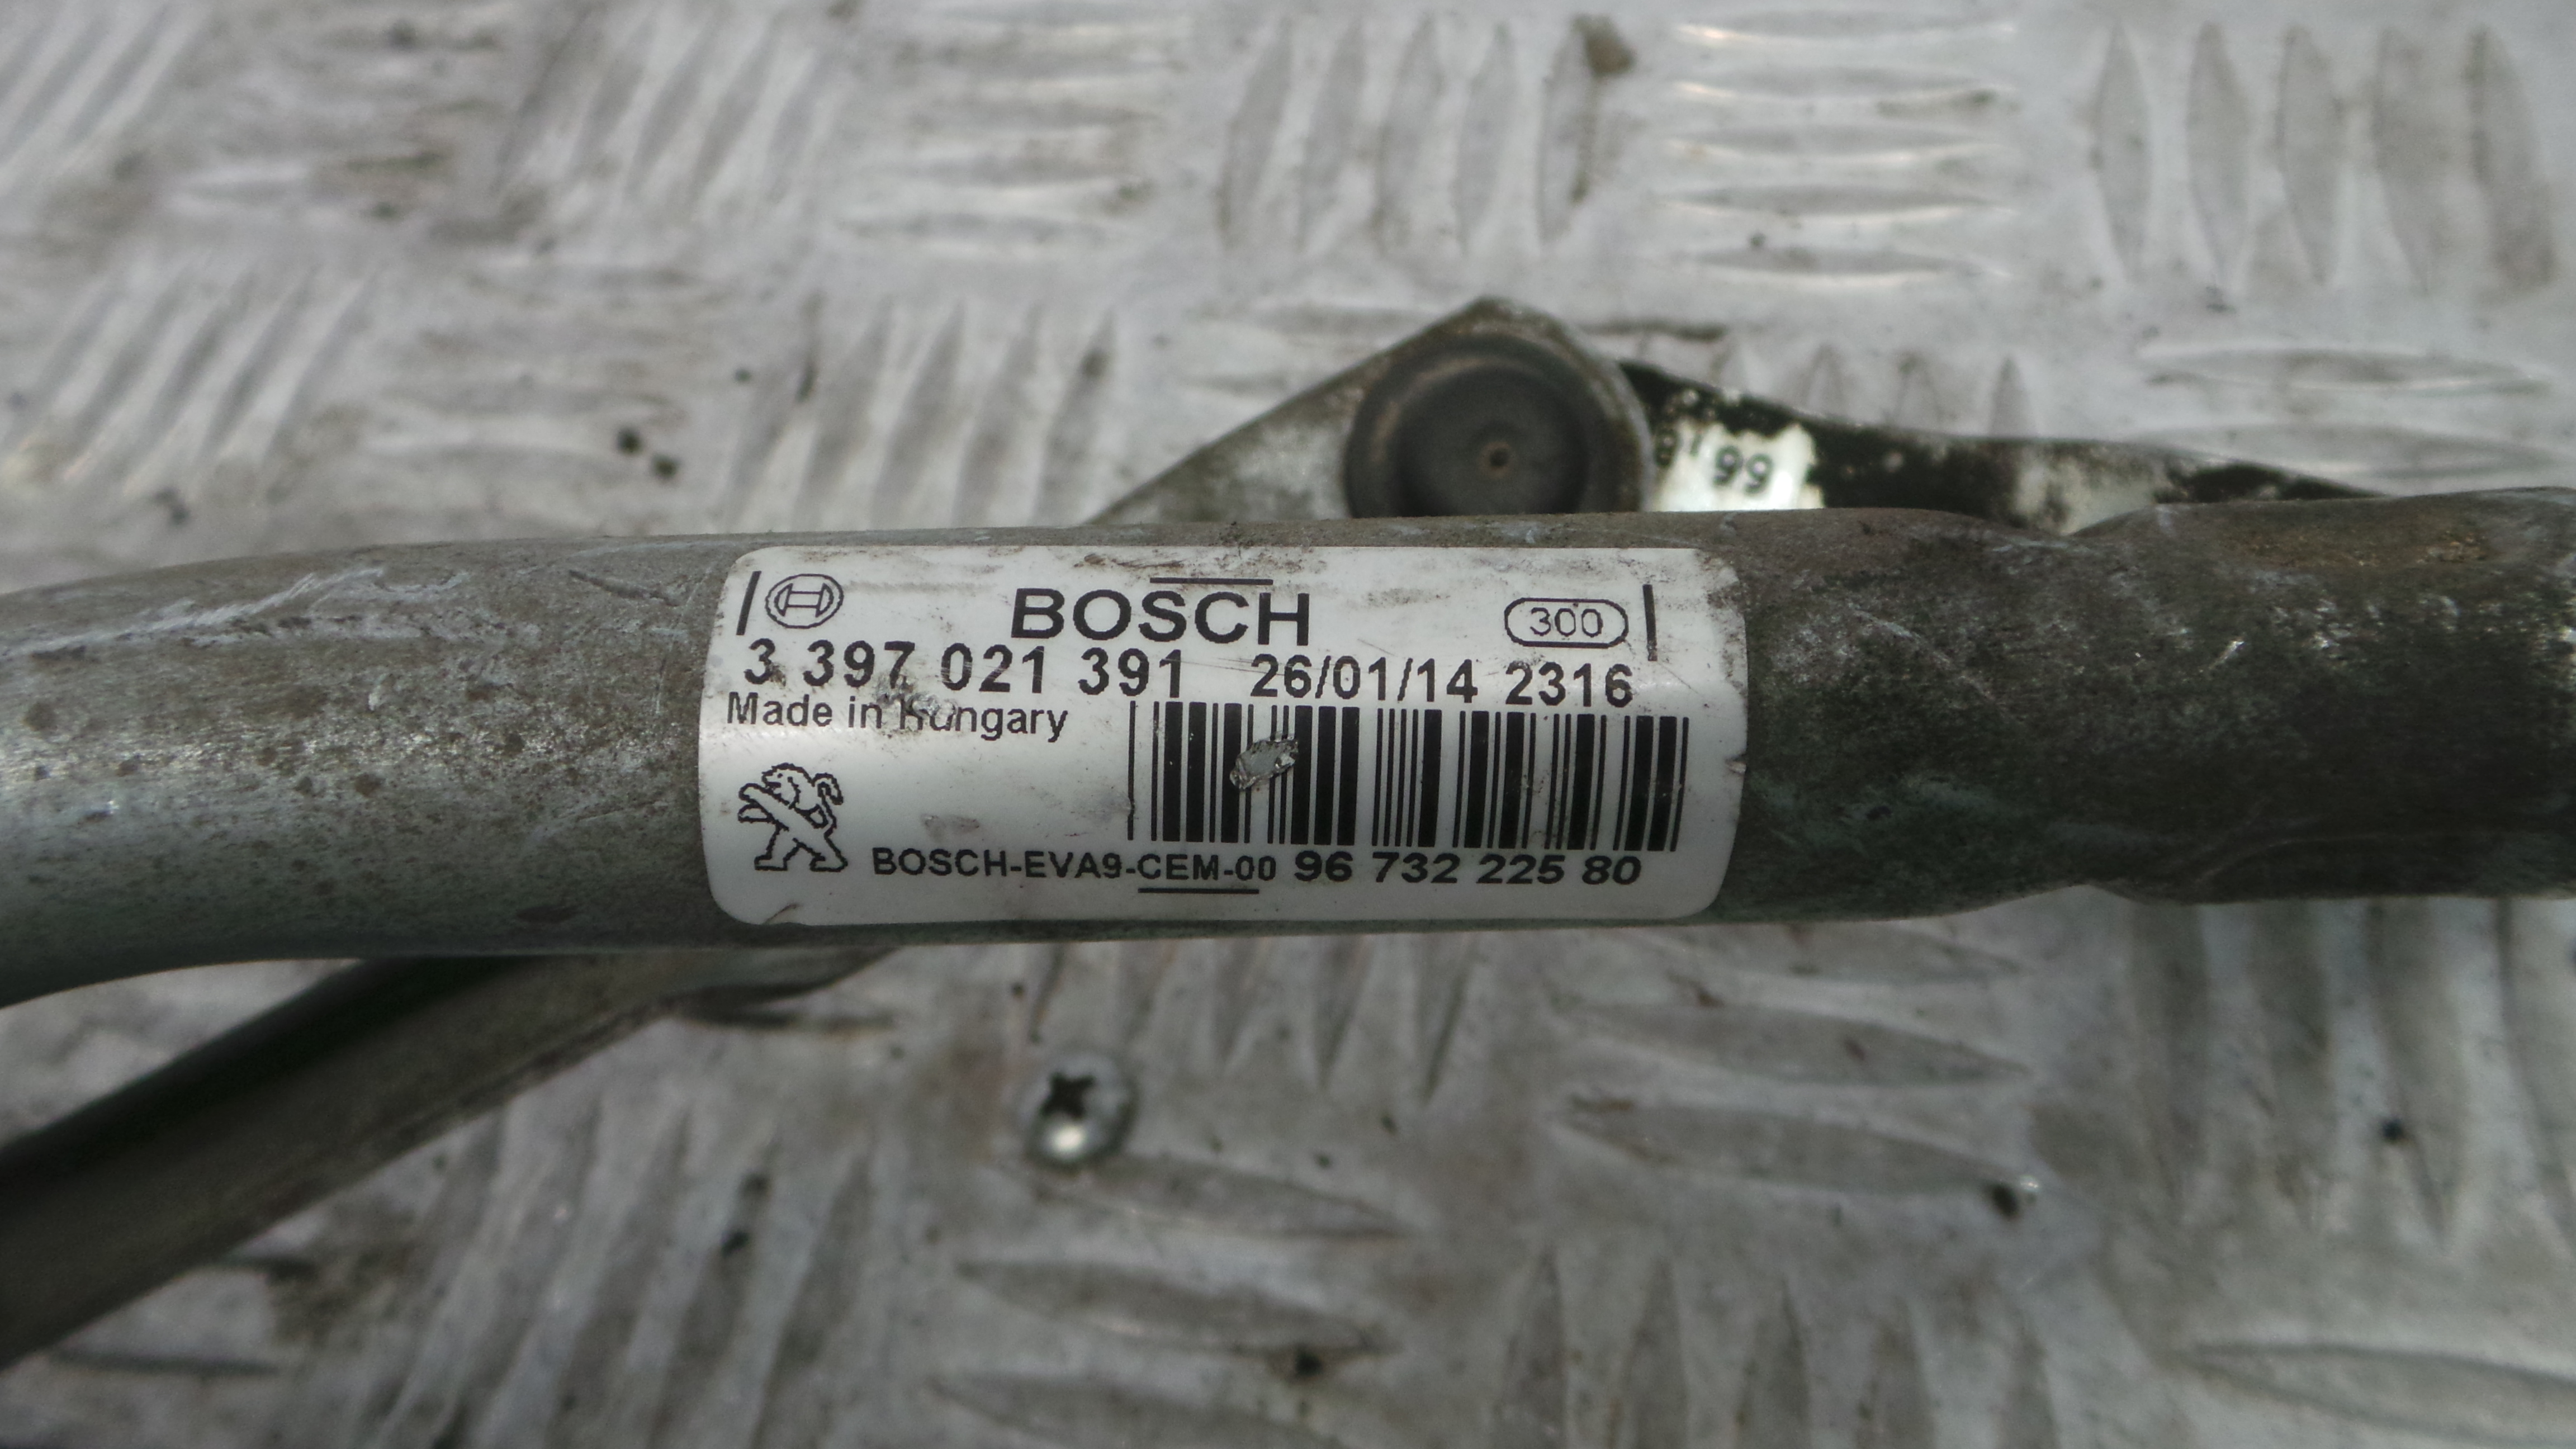 66
BOSCH
300
3 397 021 391 26/01/14 2316
Made in Hungary
BOSCH-EVA9-CEM-00 96 732 225 80